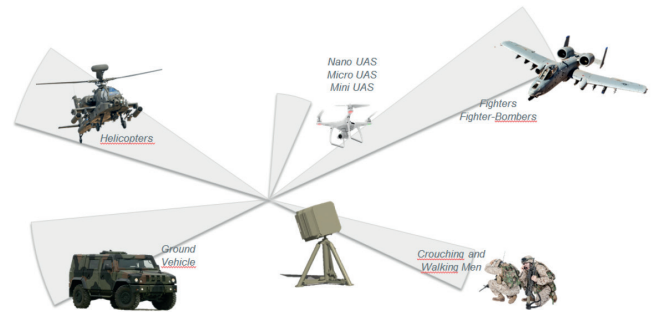 Nano UAS
Micro UAS
Mini UAS
Helicopters
Fighters
Fighter-Bombers
Ground
Vehicle
Crouching and
Walking Men